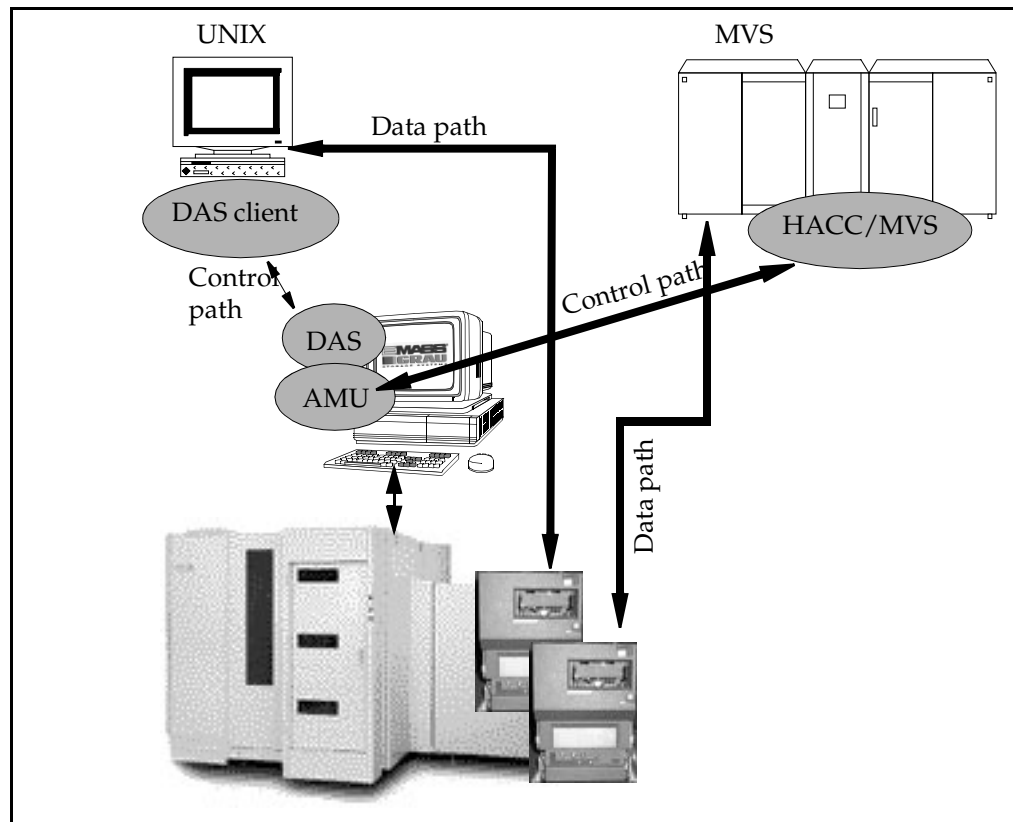 UNIX
MVS
Data path
DAS client
HACC/MVS
Control
path
Control path
DAS
AMU
Data path